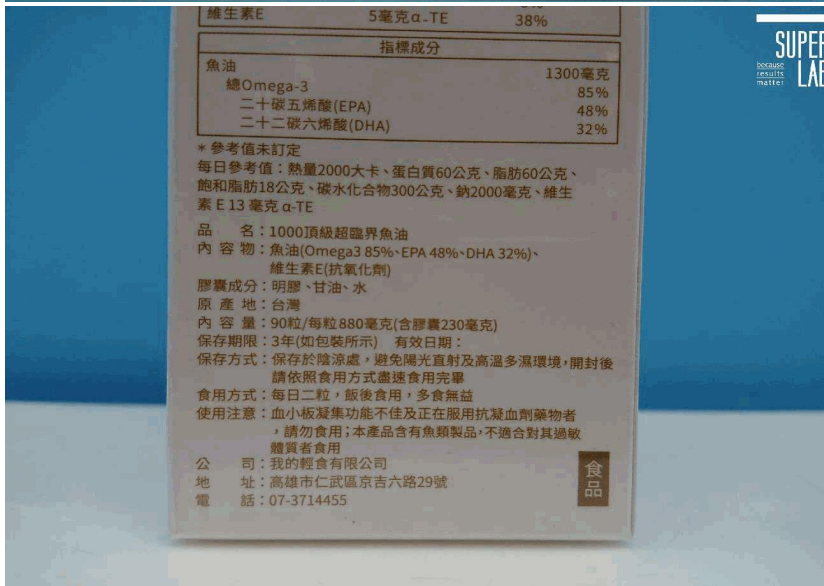 維生素E 5毫克α-TE 38%
指標成分
魚油 1300毫克
總Omega-3 85%
二十碳五烯酸(EPA) 48%
二十二碳六烯酸(DHA) 32%
＊參考值未訂定
每日參考值：熱量2000大卡、蛋白質60公克、脂肪60公克、
飽和脂肪18公克、碳水化合物300公克、鈉2000毫克、維生
素 E 13 毫克 α-TE
品名：1000頂級超臨界魚油
內容物：魚油(Omega3 85%、EPA 48%、DHA 32%)、
維生素E(抗氧化劑)
膠囊成分：明膠、甘油、水
原產地：台灣
內容量：90粒/每粒880毫克(含膠囊230毫克)
保存期限：3年(如包裝所示) 有效日期：
保存方式：保存於陰涼處，避免陽光直射及高溫多濕環境，開封後
請依照食用方式盡速食用完畢
食用方式：每日二粒，飯後食用，多食無益
使用注意：血小板凝集功能不佳及正在服用抗凝血劑藥物者
，請勿食用；本產品含有魚類製品，不適合對其過敏
體質者食用
公司：我的輕食有限公司
地址：高雄市仁武區京吉六路29號
電話：07-3714455
食品
SUPER
LAB
because
results
matter